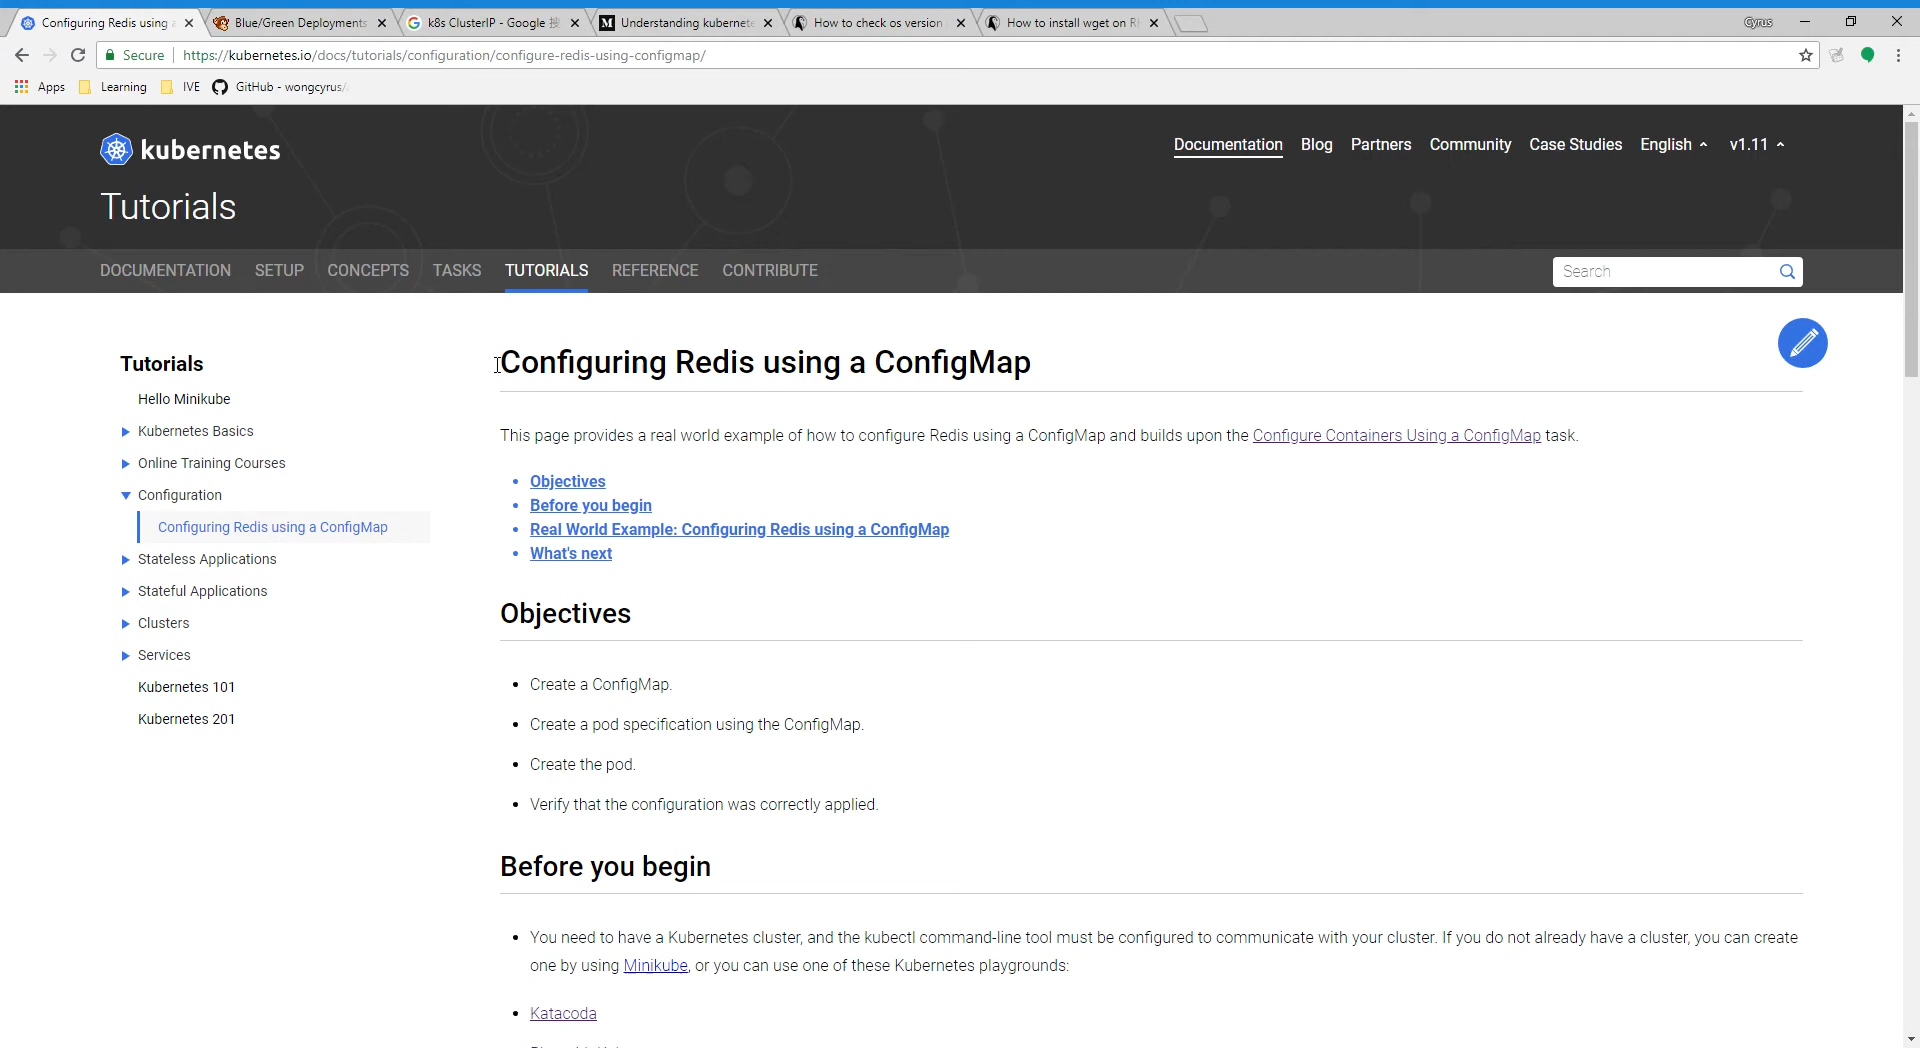 Configuring Redis using a
Blue/Green Deployments
k8s ClusterIP - Google 搜
Understanding kubernete
How to check os version
How to install wget on RH
Cyrus
Secure
https://kubernetes.io/docs/tutorials/configuration/configure-redis-using-configmap/
Apps
Learning
IVE
GitHub - wongcyrus/
kubernetes
Documentation
Blog
Partners
Community
Case Studies
English
v1.11
Tutorials
DOCUMENTATION
SETUP
CONCEPTS
TASKS
TUTORIALS
REFERENCE
CONTRIBUTE
Search
Tutorials
Hello Minikube
Kubernetes Basics
Online Training Courses
Configuration
Configuring Redis using a ConfigMap
Stateless Applications
Stateful Applications
Clusters
Services
Kubernetes 101
Kubernetes 201
Configuring Redis using a ConfigMap
This page provides a real world example of how to configure Redis using a ConfigMap and builds upon the Configure Containers Using a ConfigMap task.
Objectives
Before you begin
Real World Example: Configuring Redis using a ConfigMap
What's next
Objectives
Create a ConfigMap.
Create a pod specification using the ConfigMap.
Create the pod.
Verify that the configuration was correctly applied.
Before you begin
You need to have a Kubernetes cluster, and the kubectl command-line tool must be configured to communicate with your cluster. If you do not already have a cluster, you can create
one by using Minikube, or you can use one of these Kubernetes playgrounds:
Katacoda